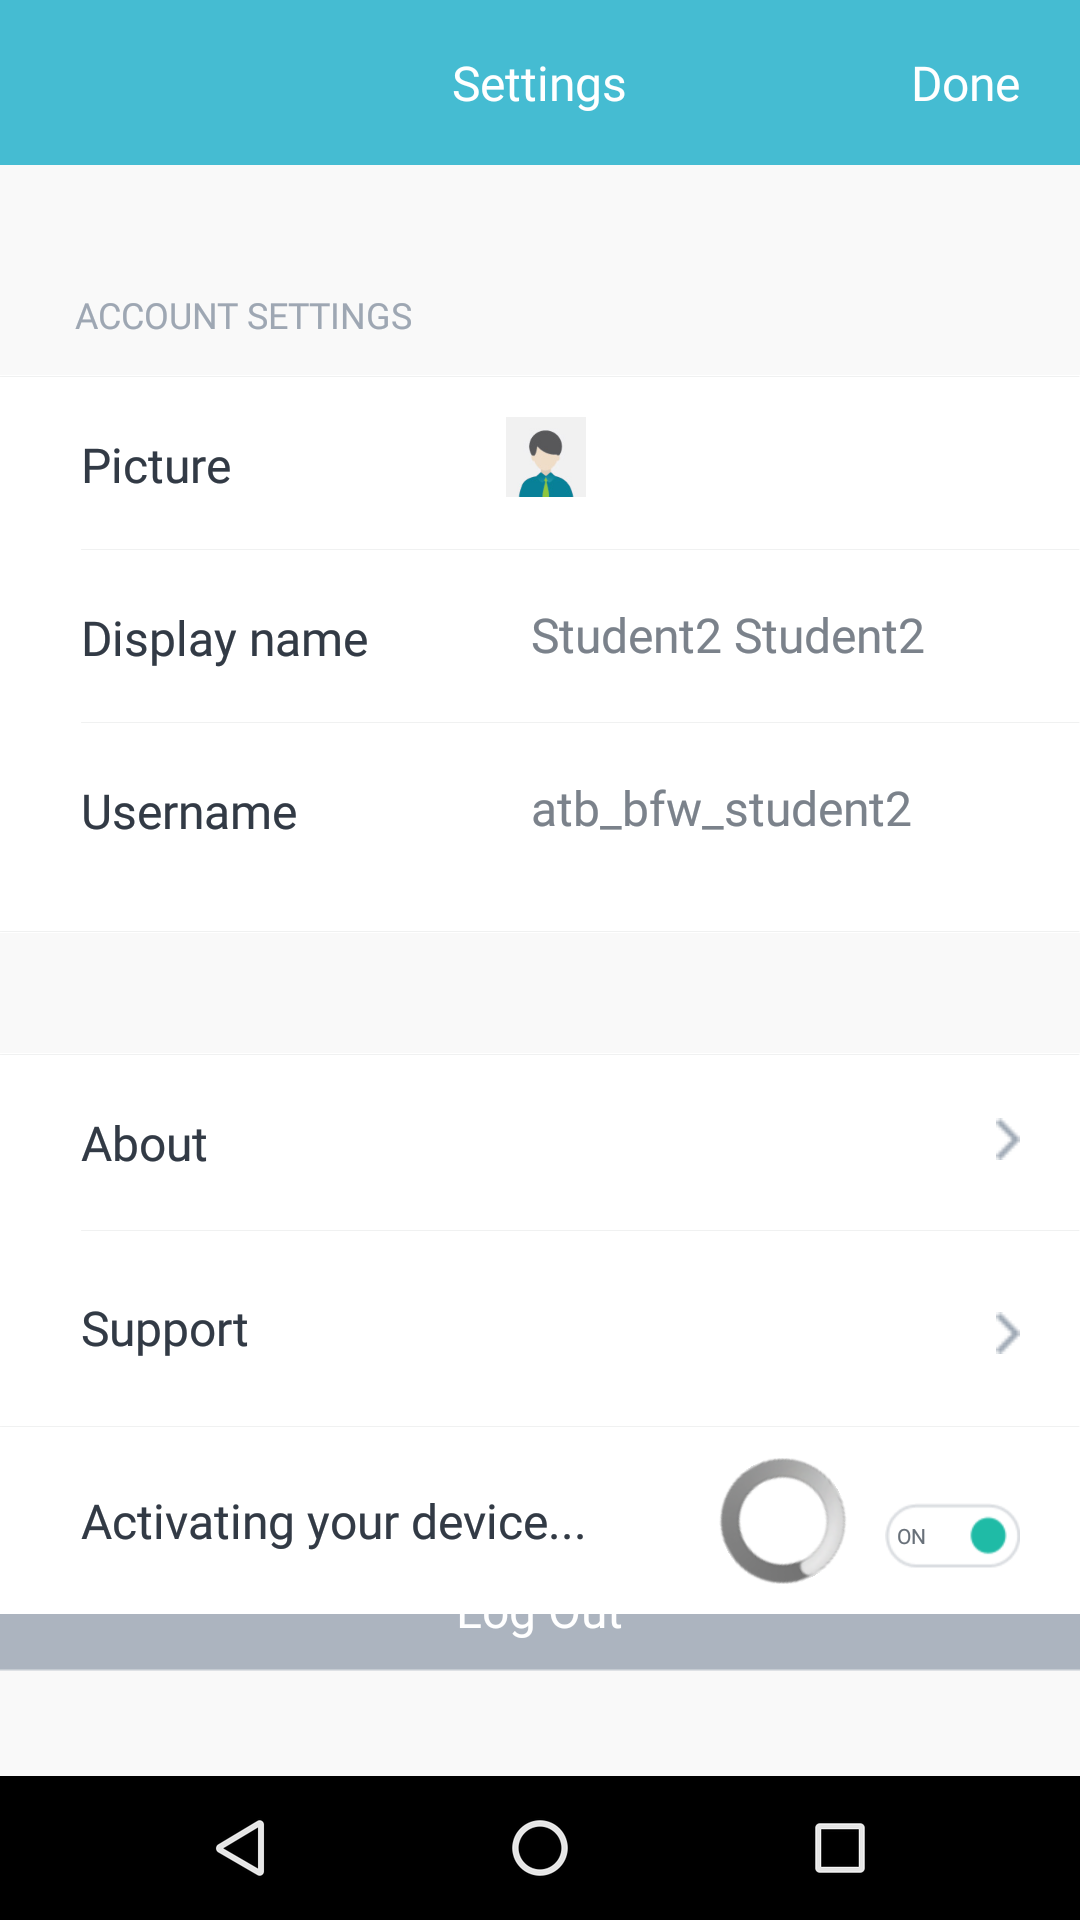 Settings
Done
ACCOUNT SETTINGS
Picture
Display name
Student2 Student2
Username
atb_bfw_student2
About
Support
Activating your device...
ON
Log Out